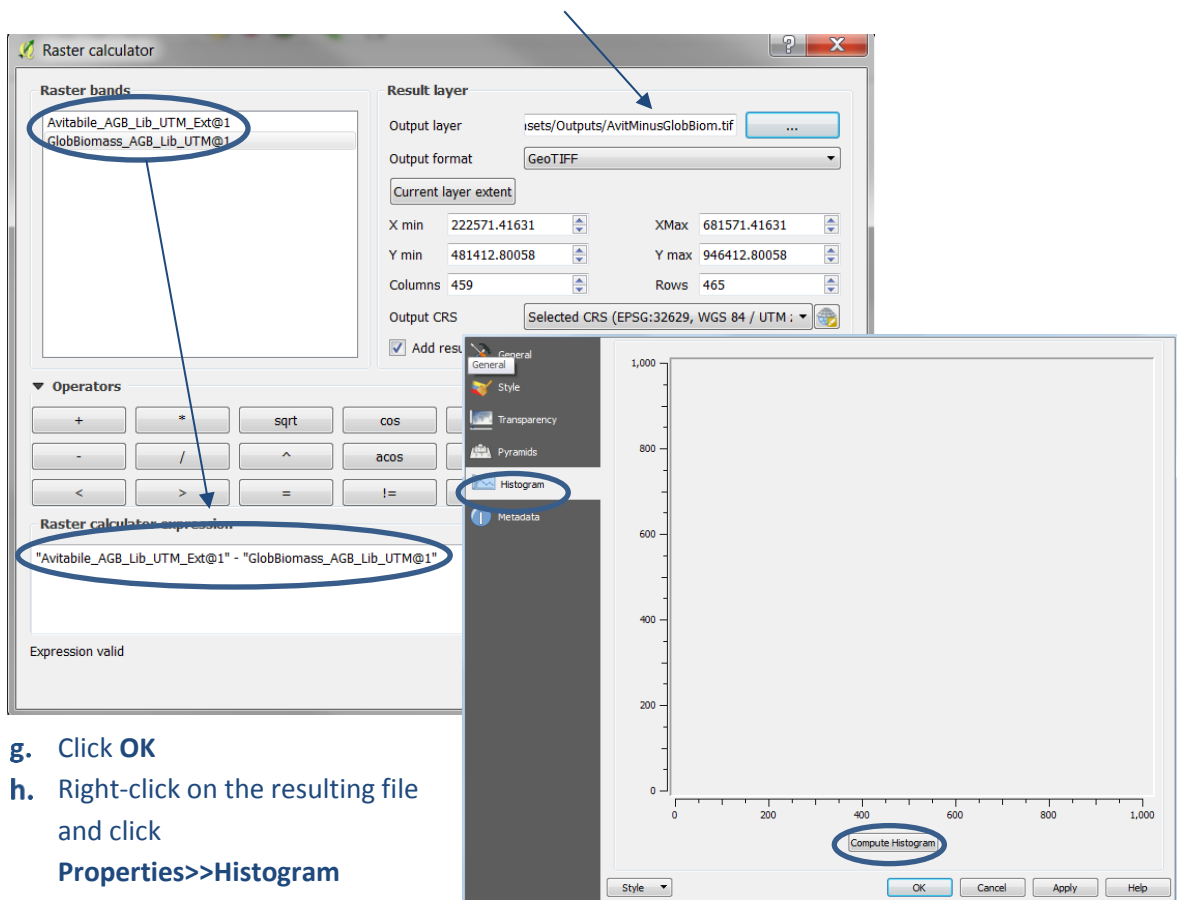 Raster calculator
Raster bands
Avitabile_AGB_Lib_UTM_Ext@1
GlobBiomass_AGB_Lib_UTM@1
Result layer
Output layer isets/Outputs/AvitMinusGlobBiom.tif ...
Output format GeoTIFF
Current layer extent
X min 222571.41631 XMax 681571.41631
Y min 481412.80058 Y max 946412.80058
Columns 459 Rows 465
Output CRS Selected CRS (EPSG:32629, WGS 84 / UTM :
Add resu
Operators
+ * sqrt cos
- / ^ acos
< > = !=
Raster calculator expression
"Avitabile_AGB_Lib_UTM_Ext@1" - "GlobBiomass_AGB_Lib_UTM@1"
Expression valid
General
General
Style
Transparency
Pyramids
Histogram
Metadata
1,000
800
600
400
200
0
0 200 400 600 800 1,000
Compute Histogram
Style OK Cancel Apply Help
g. Click OK
h. Right-click on the resulting file
and click
Properties>>Histogram